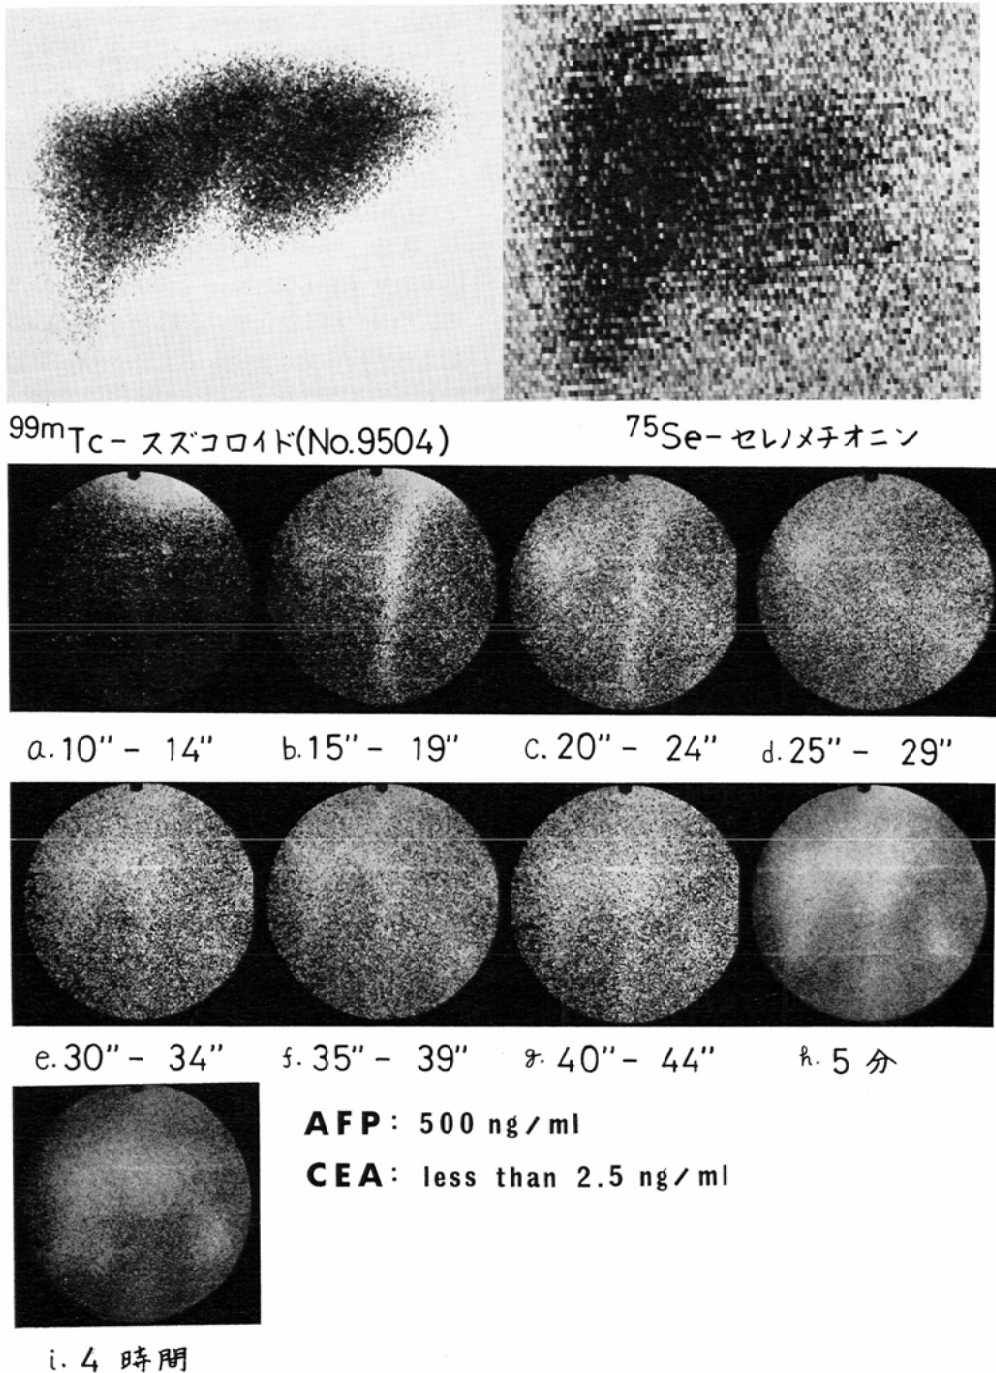 99mTc-スズコロイド(No.9504) 75Se-セレノメチオニン
a.10"- 14" b.15"- 19" c.20"- 24" d.25"- 29"
e.30"- 34" f.35"- 39" g.40"- 44" h.5 分
AFP: 500 ng/ml
CEA: less than 2.5 ng/ml
i.4 時間